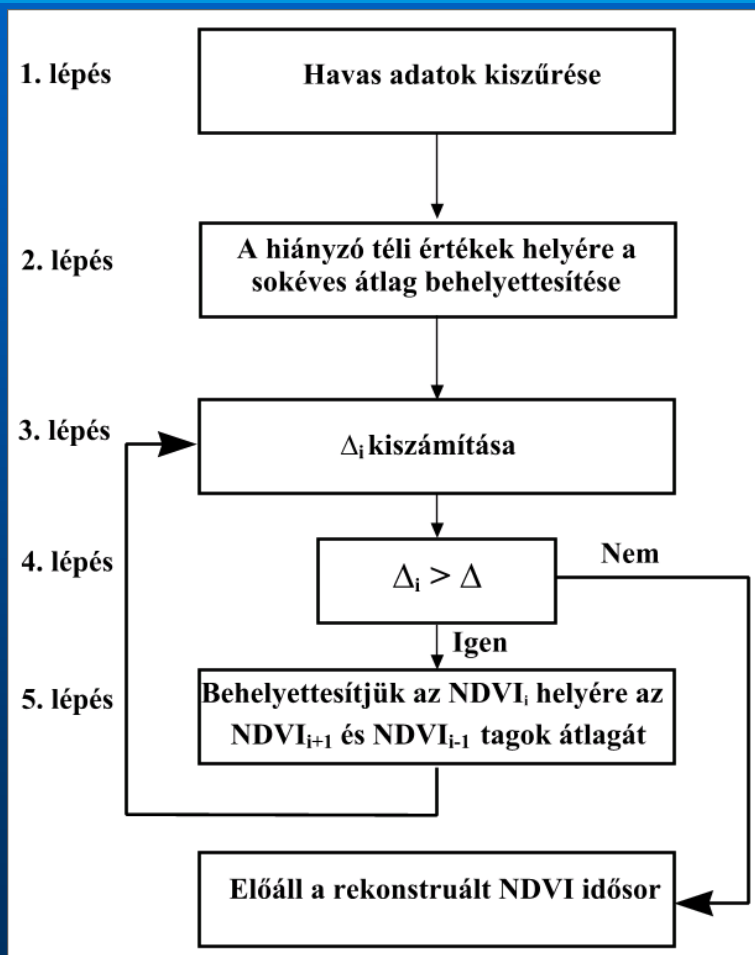 1. lépés
Havas adatok kiszűrése
2. lépés
A hiányzó téli értékek helyére a
sokéves átlag behelyettesítése
3. lépés
Δᵢ kiszámítása
4. lépés
Δᵢ > Δ
Nem
Igen
5. lépés
Behelyettesítjük az NDVIᵢ helyére az
NDVIᵢ₊₁ és NDVIᵢ₋₁ tagok átlagát
Előáll a rekonstruált NDVI idősor